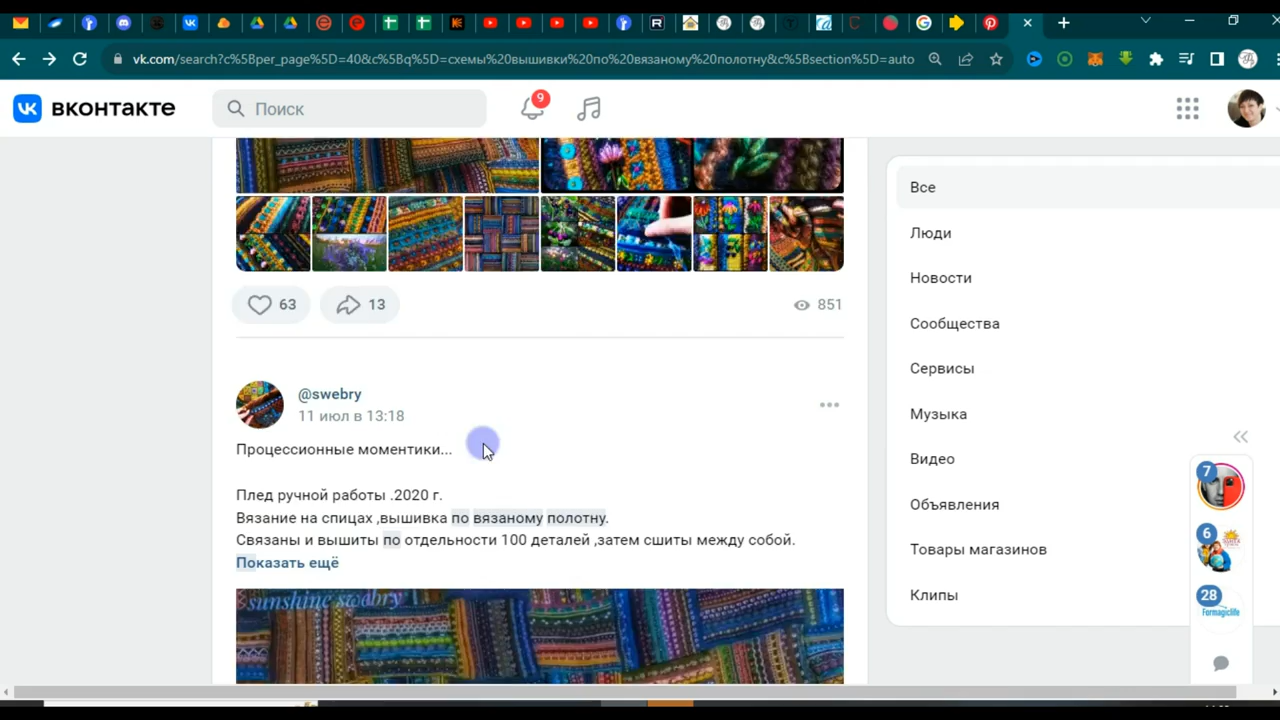 vk.com/search?c%5Bper_page%5D=40&c%5Bq%5D=схемы%20вышивки%20по%20вязаному%20полотну&c%5Bsection%5D=auto
вконтакте
Поиск
9
63
13
851
@swebry
11 июл в 13:18
Процессионные моментики...
Плед ручной работы .2020 г.
Вязание на спицах ,вышивка по вязаному полотну.
Связаны и вышиты по отдельности 100 деталей ,затем сшиты между собой.
Показать ещё
sunshine swebry
Все
Люди
Новости
Сообщества
Сервисы
Музыка
Видео
Объявления
Товары магазинов
Клипы
7
6
28
Formagiclife